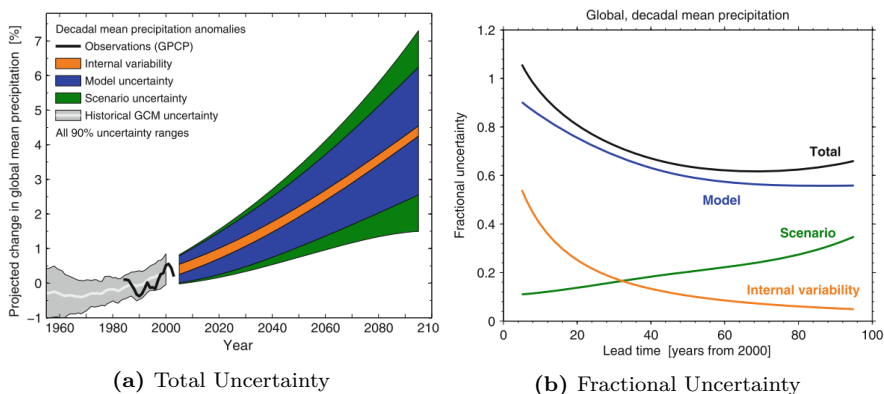 Decadal mean precipitation anomalies
Observations (GPCP)
Internal variability
Model uncertainty
Scenario uncertainty
Historical GCM uncertainty
All 90% uncertainty ranges
Projected change in global mean precipitation [%]
7
6
5
4
3
2
1
0
−1
1960 1980 2000 2020 2040 2060 2080 210
Year
(a) Total Uncertainty
Global, decadal mean precipitation
Fractional uncertainty
1.2
1
0.8
0.6
0.4
0.2
0
Total
Model
Scenario
Internal variability
0 20 40 60 80 100
Lead time [years from 2000]
(b) Fractional Uncertainty